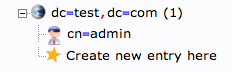 dc=test,dc=com (1)
cn=admin
Create new entry here